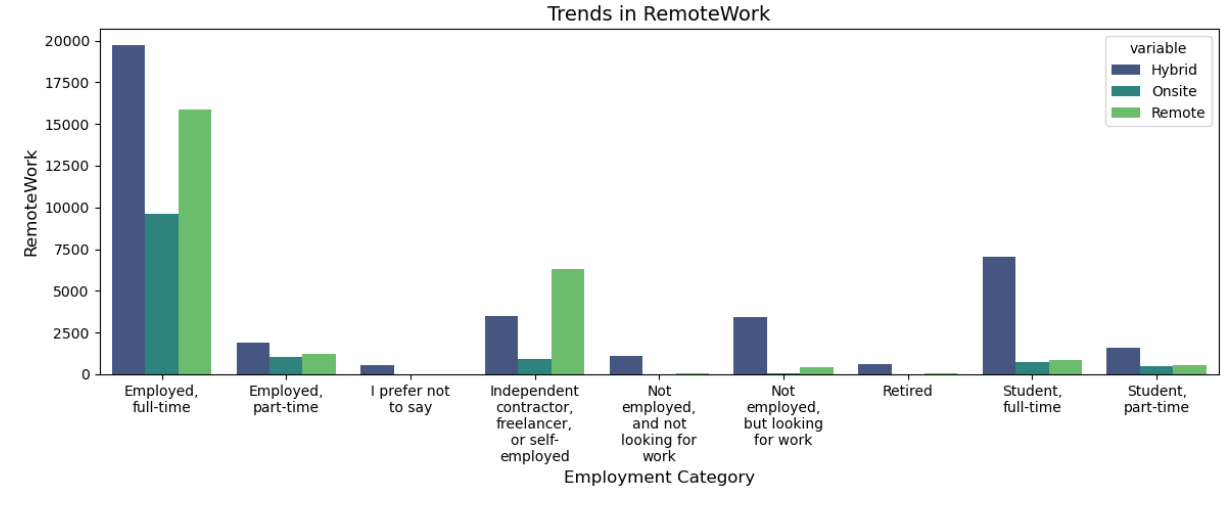 Trends in RemoteWork
variable
Hybrid
Onsite
Remote
RemoteWork
20000
17500
15000
12500
10000
7500
5000
2500
0
Employed,
full-time
Employed,
part-time
I prefer not
to say
Independent
contractor,
freelancer,
or self-
employed
Not
employed,
and not
looking for
work
Not
employed,
but looking
for work
Retired
Student,
full-time
Student,
part-time
Employment Category